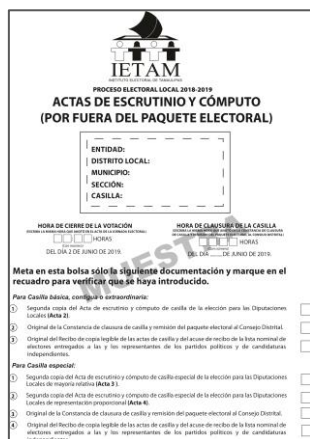 IETAM
INSTITUTO ELECTORAL DE TAMAULIPAS
PROCESO ELECTORAL LOCAL 2018-2019
ACTAS DE ESCRUTINIO Y CÓMPUTO
(POR FUERA DEL PAQUETE ELECTORAL)
ENTIDAD:
DISTRITO LOCAL:
MUNICIPIO:
SECCIÓN:
CASILLA:
HORA DE CIERRE DE LA VOTACIÓN
HORAS
DEL DÍA 2 DE JUNIO DE 2019.
HORA DE CLAUSURA DE LA CASILLA
HORAS
DEL DÍA ____ DE JUNIO DE 2019.
MUESTRA
Meta en esta bolsa sólo la siguiente documentación y marque en el
recuadro para verificar que se haya introducido.
Para Casilla básica, contigua o extraordinaria:
1 Segunda copia del Acta de escrutinio y cómputo de casilla de la elección para las Diputaciones
Locales (Acta 2).
2 Original de la Constancia de clausura de casilla y remisión del paquete electoral al Consejo Distrital.
3 Original del Recibo de copia legible de las actas de casilla y del acuse de recibo de la lista nominal de
electores entregados a las y los representantes de los partidos políticos y de candidaturas
independientes.
Para Casilla especial:
1 Segunda copia del Acta de escrutinio y cómputo de casilla especial de la elección para las Diputaciones
Locales de mayoría relativa (Acta 3).
2 Segunda copia del Acta de escrutinio y cómputo de casilla especial de la elección para las Diputaciones
Locales de representación proporcional (Acta 4).
3 Original de la Constancia de clausura de casilla y remisión del paquete electoral al Consejo Distrital.
4 Original del Recibo de copia legible de las actas de casilla y del acuse de recibo de la lista nominal de
electores entregados a las y los representantes de los partidos políticos y de candidaturas